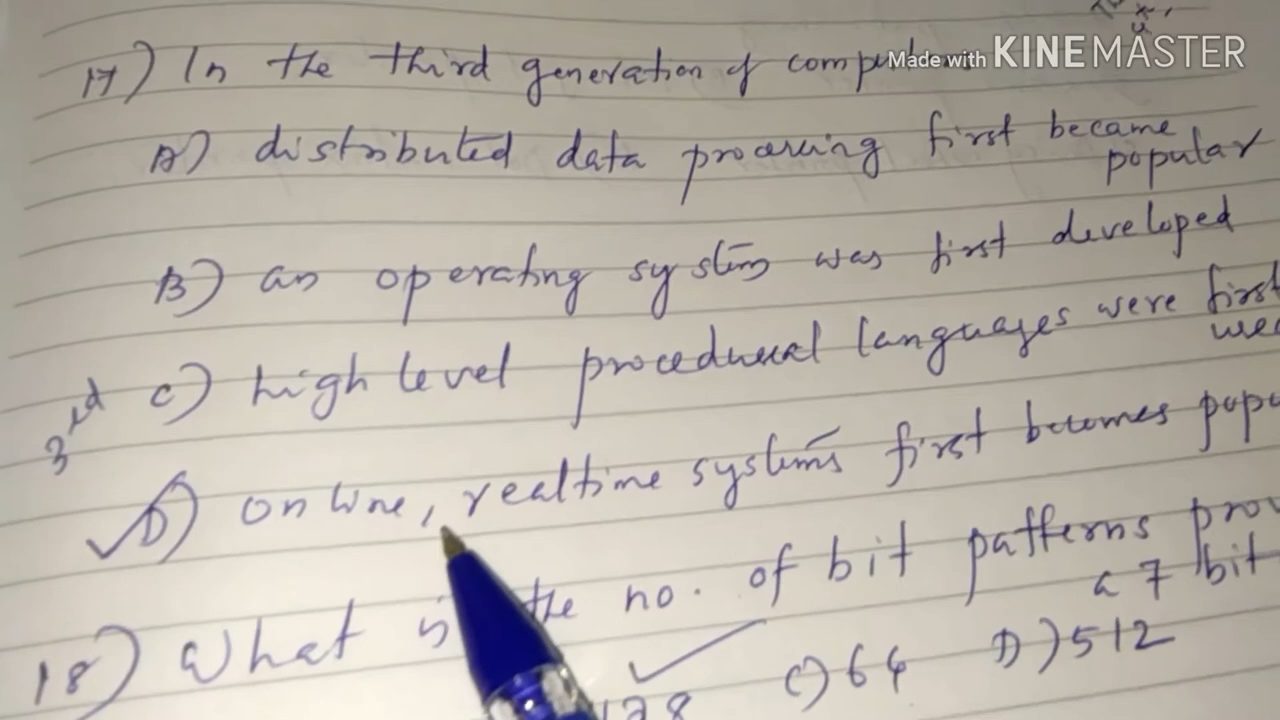 17) In the third generation of
Made with KINEMASTER
A) distributed data processing first became
popular
B) an operating system was first developed
C) high level procedural languages were first
3rd
D) online, realtime systems first becomes
18) What is the no. of bit patterns
a 7 bit
128 C) 64 D) 512